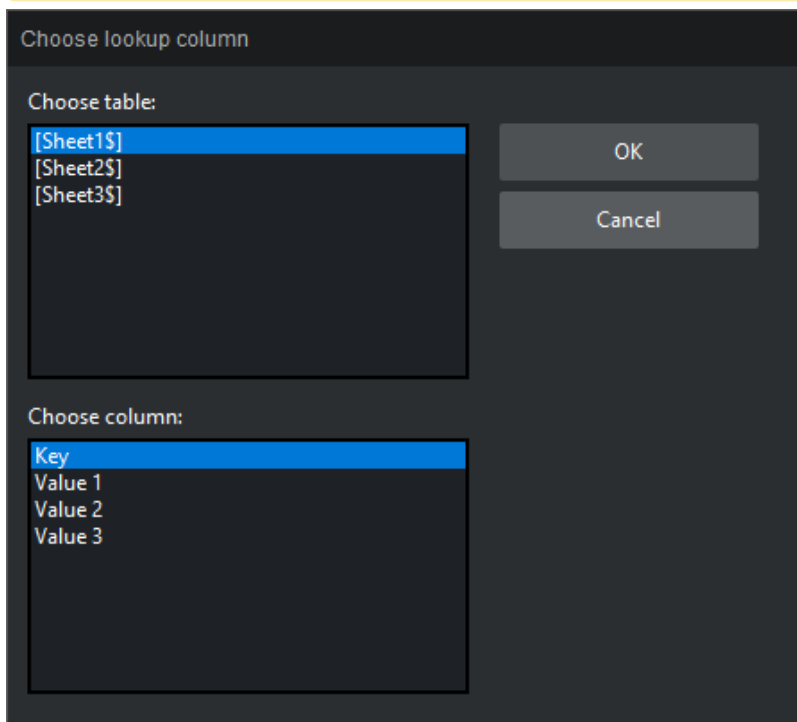 Choose lookup column
Choose table:
[Sheet1$]
[Sheet2$]
[Sheet3$]
OK
Cancel
Choose column:
Key
Value 1
Value 2
Value 3